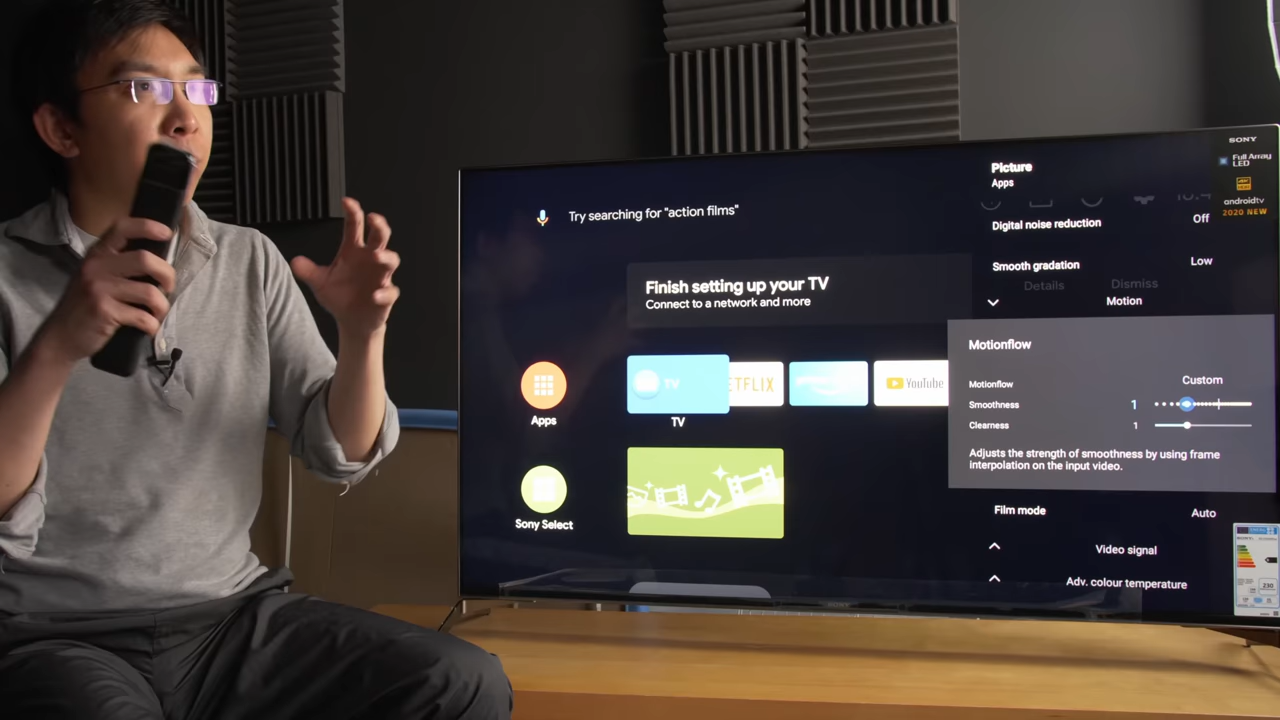 SONY
Full Array
LED
androidtv
2020 NEW
Picture
Apps
Digital noise reduction Off
Smooth gradation Low
Details Dismiss
Motion
Motionflow
Motionflow Custom
Smoothness 1
Clearness 1
Adjusts the strength of smoothness by using frame
interpolation on the input video.
Film mode Auto
Video signal
Adv. colour temperature
Try searching for "action films"
Finish setting up your TV
Connect to a network and more
Apps
TV
ETFLIX
YouTube
TV
Sony Select